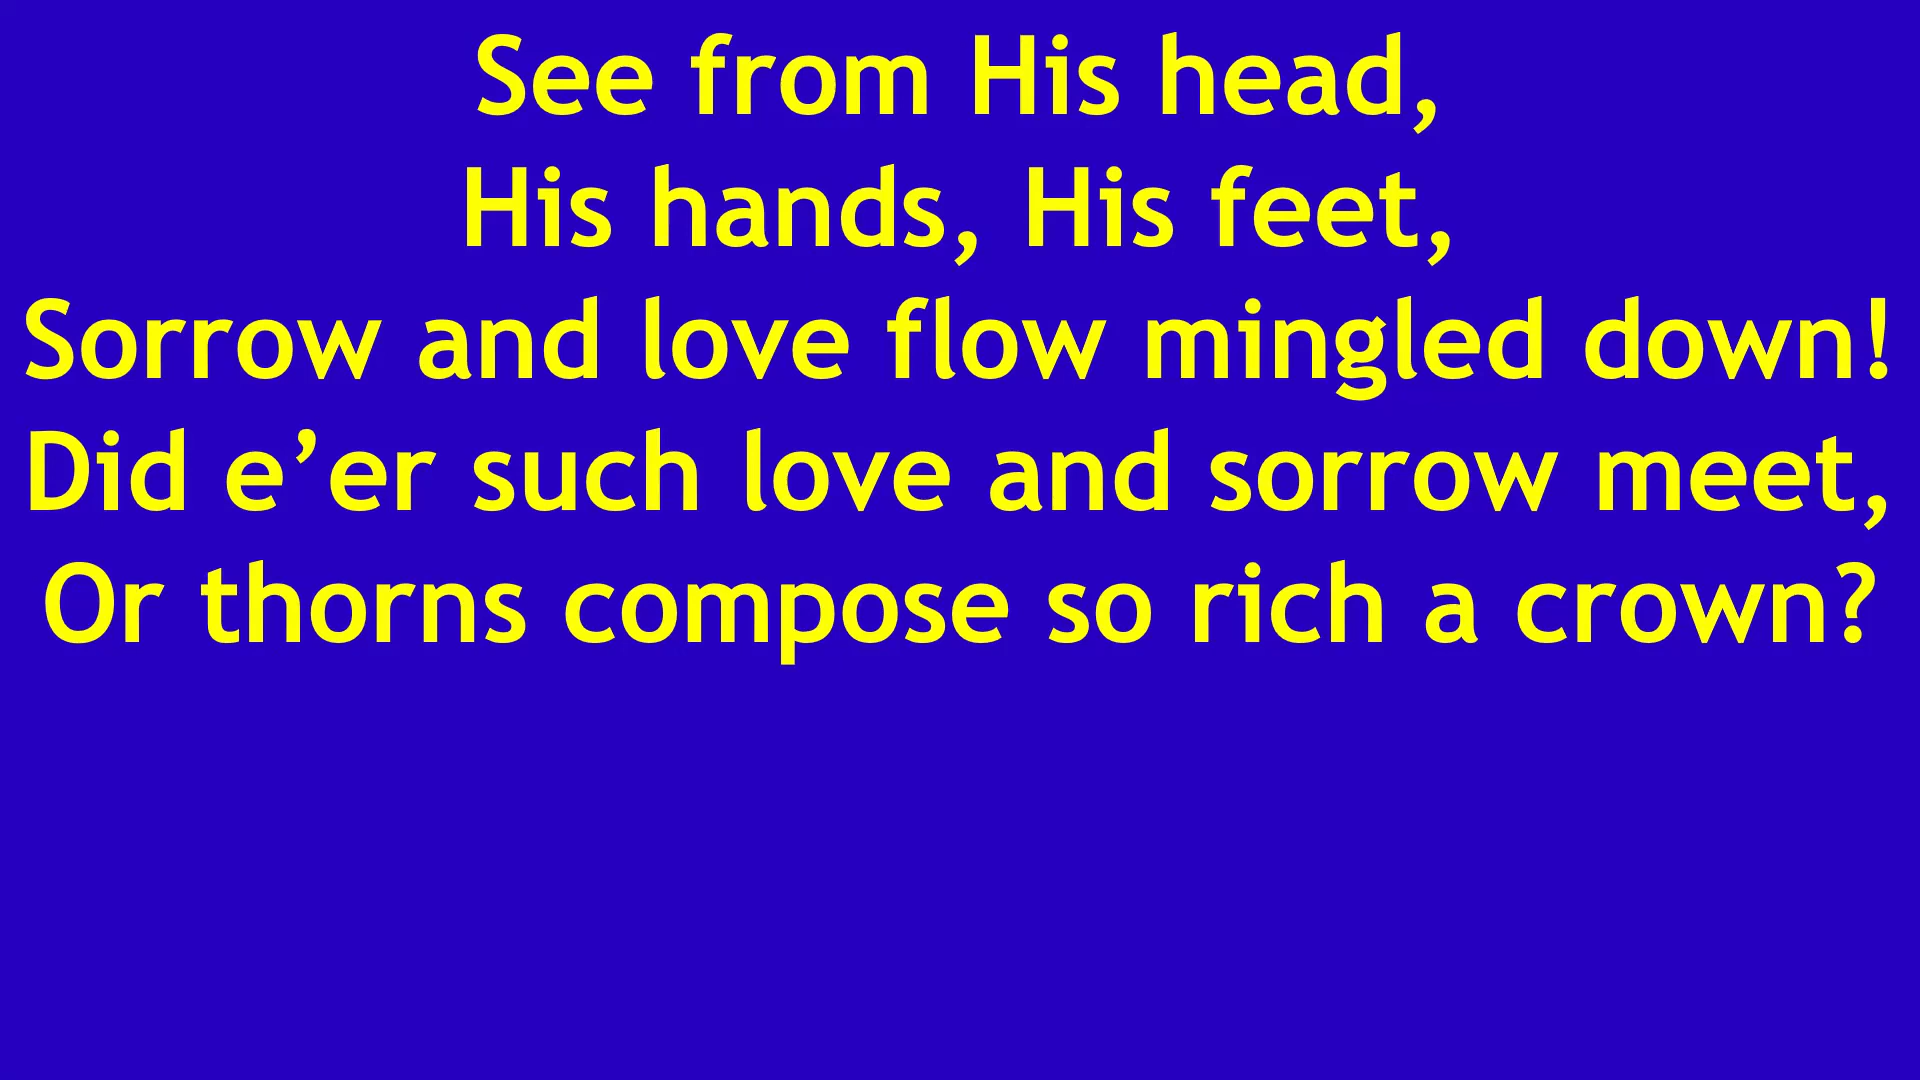 See from His head,
His hands, His feet,
Sorrow and love flow mingled down!
Did e’er such love and sorrow meet,
Or thorns compose so rich a crown?